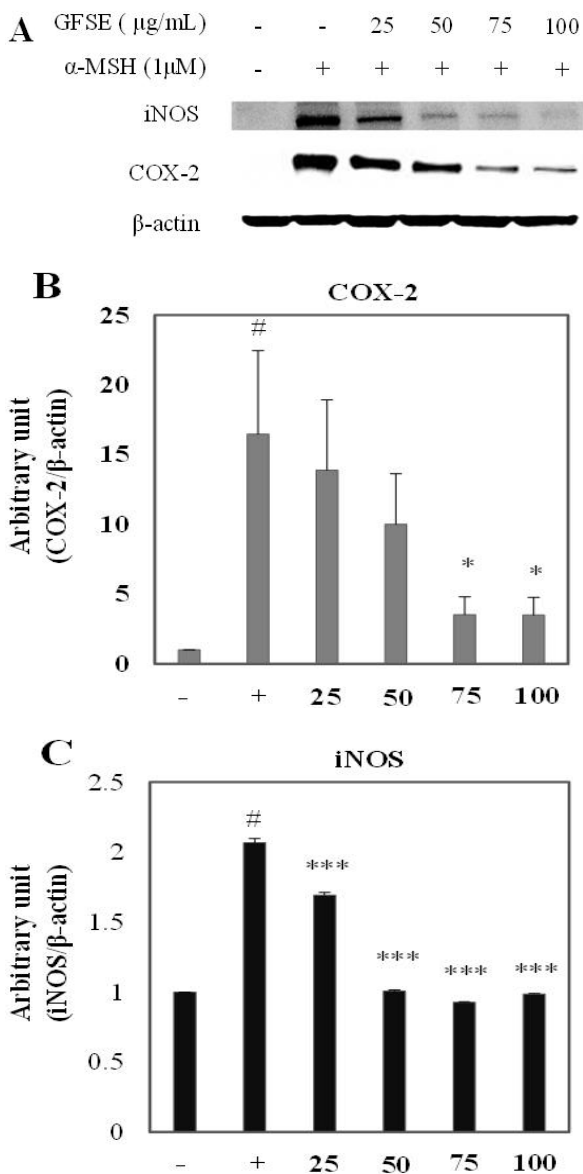 A GFSE ( μg/mL) - - 25 50 75 100
α-MSH (1μM) - + + + + +
iNOS
COX-2
β-actin
B
COX-2
Arbitrary unit
(COX-2/β-actin)
25
20
15
10
5
0
#
* *
- + 25 50 75 100
C
iNOS
Arbitrary unit
(iNOS/β-actin)
2.5
2
1.5
1
0.5
0
#
***
*** *** ***
- + 25 50 75 100